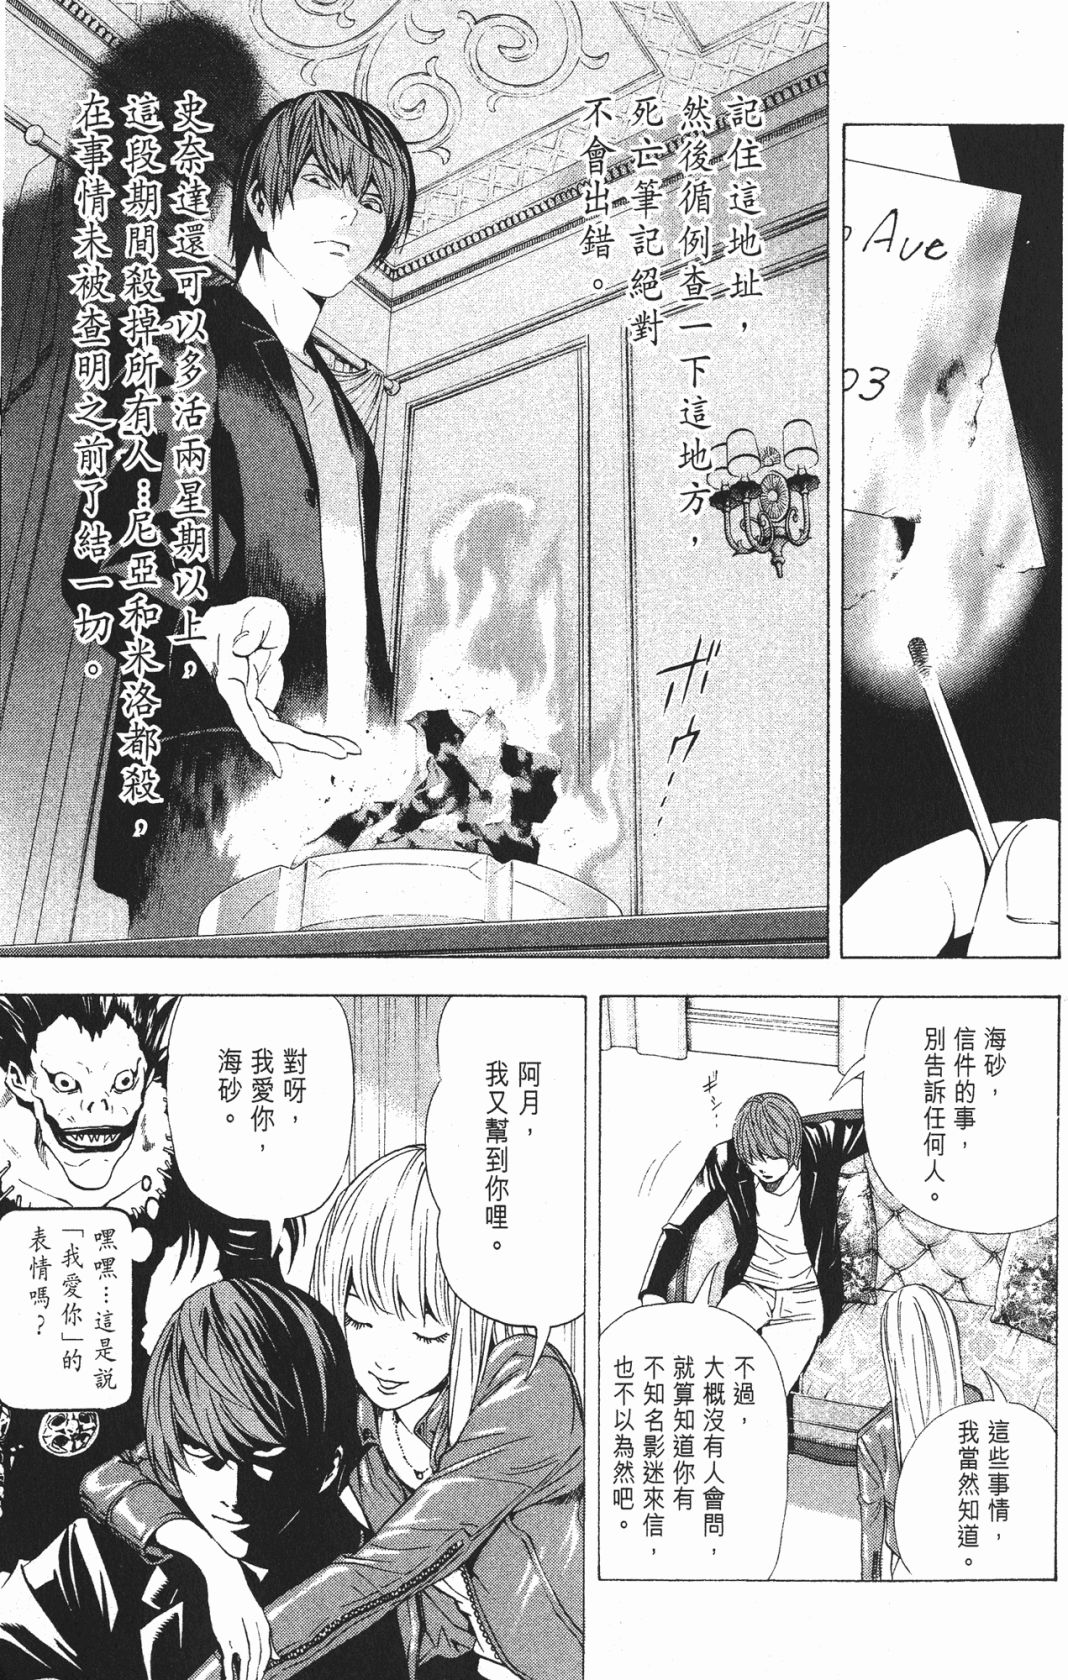 Ave
03
記住這地址，
然後循例查一下這地方，
死亡筆記絕對
不會出錯。
ボウ…
史奈達還可以多活兩星期以上，
這段期間殺掉所有人…尼亞和米洛都殺，
在事情未被查明之前了結一切。
海砂，
信件的事，
別告訴任何人。
這些事情，
我當然知道。
不過，
大概沒有人會問，
就算知道你有
不知名影迷來信，
也不以為然吧。
阿月，
我又幫到你哩。
對呀，
我愛你，
海砂。
嘿嘿…這是說
「我愛你」的
表情嗎？